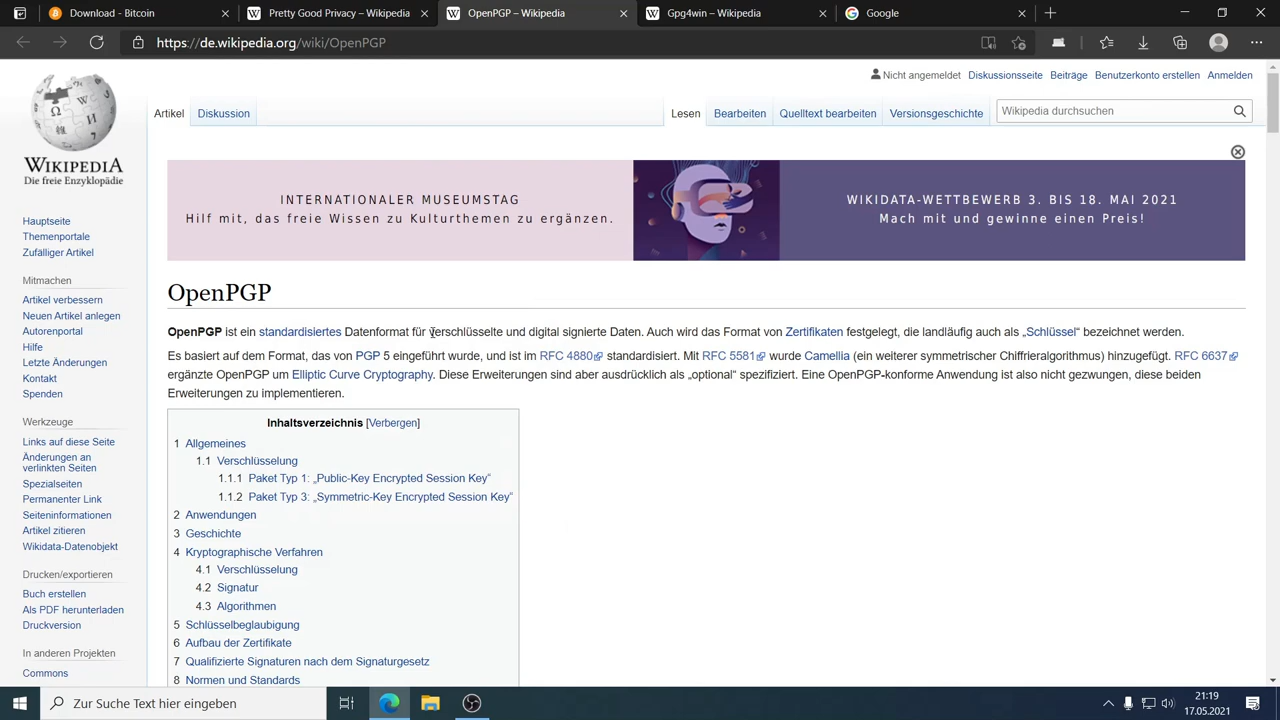 Download - Bitcoin
Pretty Good Privacy – Wikipedia
OpenPGP – Wikipedia
Gpg4win – Wikipedia
Google
https://de.wikipedia.org/wiki/OpenPGP
Nicht angemeldet Diskussionsseite Beiträge Benutzerkonto erstellen Anmelden
Artikel Diskussion Lesen Bearbeiten Quelltext bearbeiten Versionsgeschichte Wikipedia durchsuchen
WIKIPEDIA
Die freie Enzyklopädie
Hauptseite
Themenportale
Zufälliger Artikel
Mitmachen
Artikel verbessern
Neuen Artikel anlegen
Autorenportal
Hilfe
Letzte Änderungen
Kontakt
Spenden
Werkzeuge
Links auf diese Seite
Änderungen an
verlinkten Seiten
Spezialseiten
Permanenter Link
Seiteninformationen
Artikel zitieren
Wikidata-Datenobjekt
Drucken/exportieren
Buch erstellen
Als PDF herunterladen
Druckversion
In anderen Projekten
Commons
INTERNATIONALER MUSEUMSTAG
Hilf mit, das freie Wissen zu Kulturthemen zu ergänzen.
WIKIDATA-WETTBEWERB 3. BIS 18. MAI 2021
Mach mit und gewinne einen Preis!
OpenPGP
OpenPGP ist ein standardisiertes Datenformat für verschlüsselte und digital signierte Daten. Auch wird das Format von Zertifikaten festgelegt, die landläufig auch als „Schlüssel“ bezeichnet werden.
Es basiert auf dem Format, das von PGP 5 eingeführt wurde, und ist im RFC 4880 standardisiert. Mit RFC 5581 wurde Camellia (ein weiterer symmetrischer Chiffrieralgorithmus) hinzugefügt. RFC 6637
ergänzte OpenPGP um Elliptic Curve Cryptography. Diese Erweiterungen sind aber ausdrücklich als „optional“ spezifiziert. Eine OpenPGP-konforme Anwendung ist also nicht gezwungen, diese beiden
Erweiterungen zu implementieren.
Inhaltsverzeichnis [Verbergen]
1 Allgemeines
1.1 Verschlüsselung
1.1.1 Paket Typ 1: „Public-Key Encrypted Session Key“
1.1.2 Paket Typ 3: „Symmetric-Key Encrypted Session Key“
2 Anwendungen
3 Geschichte
4 Kryptographische Verfahren
4.1 Verschlüsselung
4.2 Signatur
4.3 Algorithmen
5 Schlüsselbeglaubigung
6 Aufbau der Zertifikate
7 Qualifizierte Signaturen nach dem Signaturgesetz
8 Normen und Standards
Zur Suche Text hier eingeben
21:19
17.05.2021